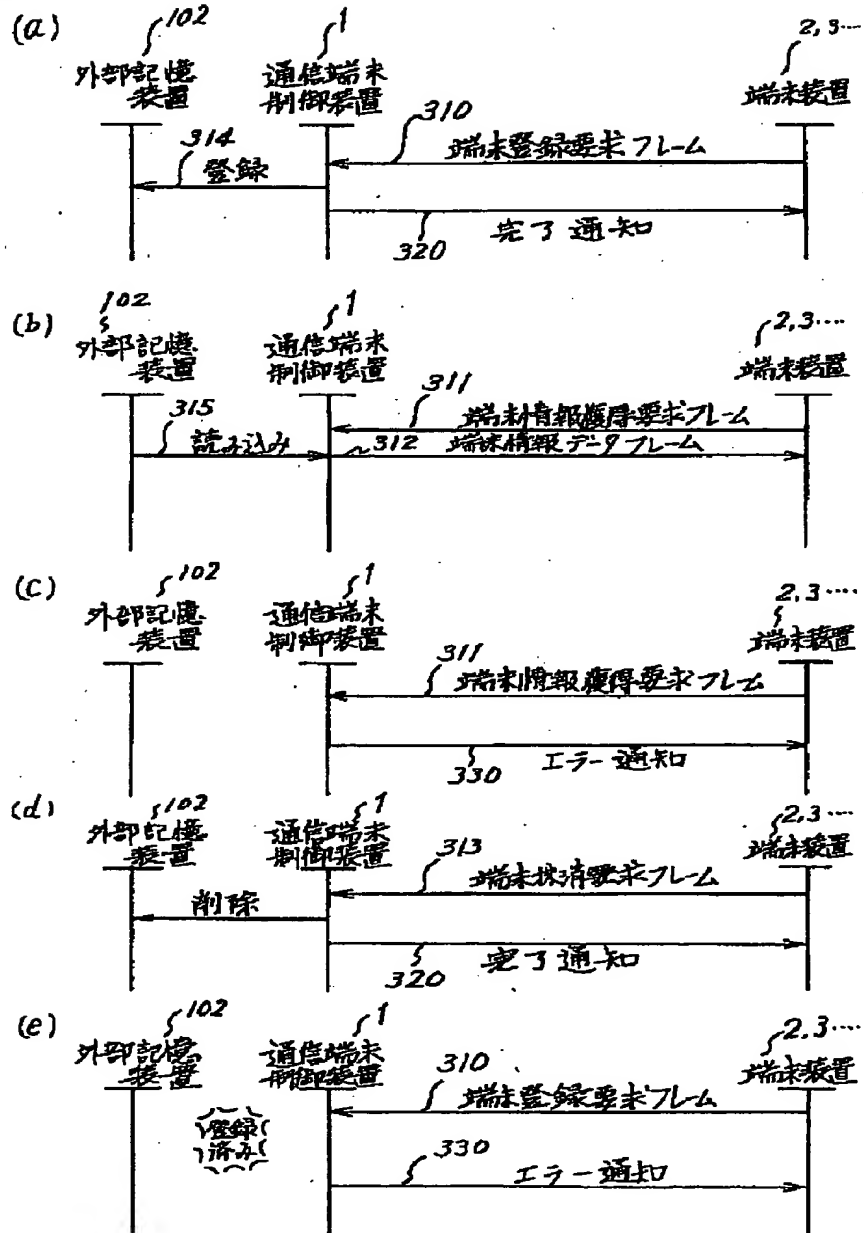 (a)
102
1
2,3…
外部記憶
装置
通信端末
制御装置
端末装置
310
端末登録要求フレーム
314
登録
320
完了通知
(b)
102
1
2,3‥‥
外部記憶
装置
通信端末
制御装置
端末装置
311
端末情報獲得要求フレーム
315
読み込み
312
端末情報データフレーム
(c)
102
1
2,3‥‥
外部記憶
装置
通信端末
制御装置
端末装置
311
端末情報獲得要求フレーム
330
エラー通知
(d)
102
1
2,3‥‥
外部記憶
装置
通信端末
制御装置
端末装置
313
端末抹消要求フレーム
削除
320
完了通知
(e)
102
1
2,3‥‥
外部記憶
装置
通信端末
制御装置
端末装置
310
端末登録要求フレーム
登録
済み
330
エラー通知